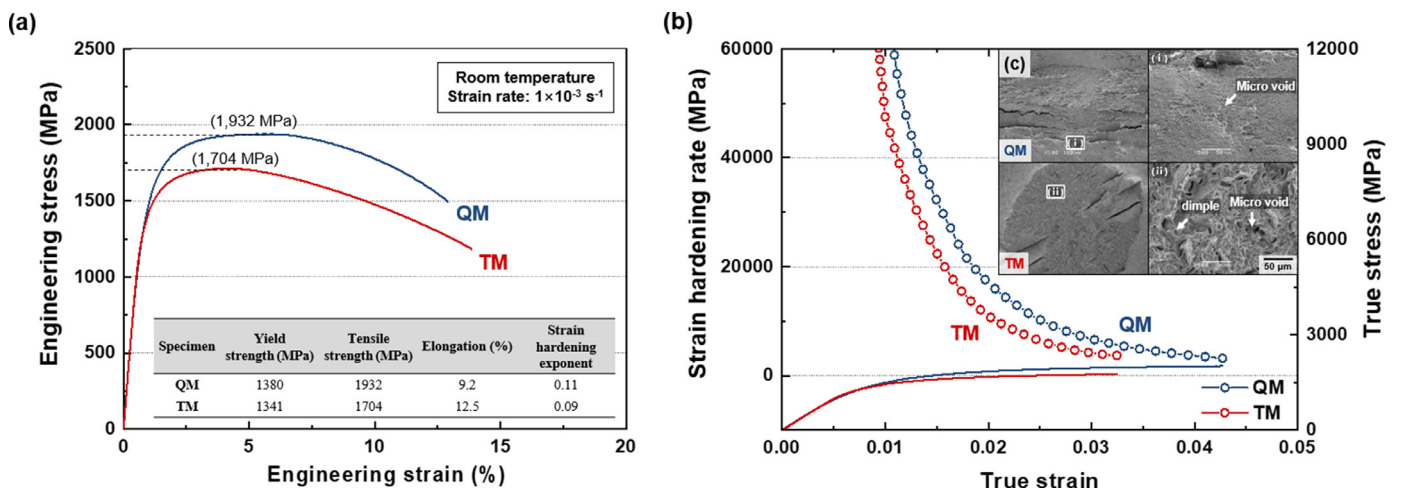 (a)
2500
2000
1500
1000
500
0
Engineering stress (MPa)
Room temperature
Strain rate: 1×10⁻³ s⁻¹
(1,932 MPa)
(1,704 MPa)
QM
TM
Specimen Yield strength (MPa) Tensile strength (MPa) Elongation (%) Strain hardening exponent
QM 1380 1932 9.2 0.11
TM 1341 1704 12.5 0.09
0 5 10 15 20
Engineering strain (%)
(b)
60000
40000
20000
0
Strain hardening rate (MPa)
12000
9000
6000
3000
0
True stress (MPa)
(c)
QM
(i)
(i)
Micro void
(ii)
TM
(ii)
dimple
Micro void
50 μm
TM
QM
QM
TM
0.00 0.01 0.02 0.03 0.04 0.05
True strain